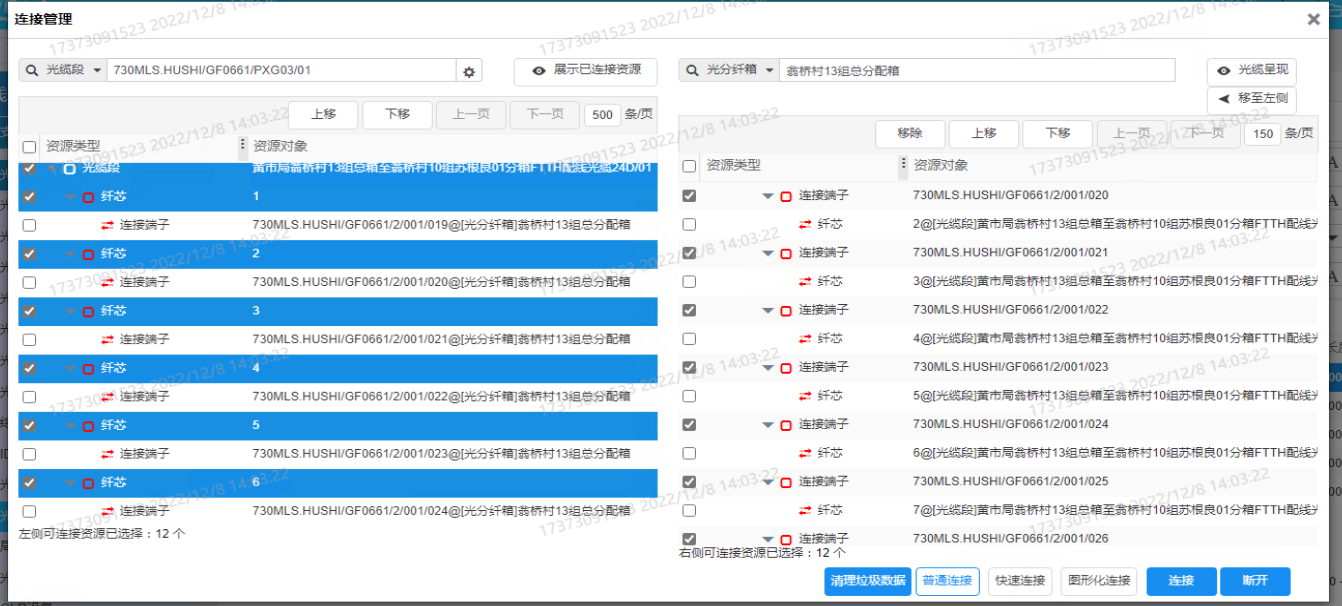 连接管理
光缆段 730MLS.HUSHI/GF0661/PXG03/01 展示已连接资源
上移 下移 上一页 下一页 500 条/页
资源类型 资源对象
光缆段 黄市局翁桥村13组总箱至翁桥村10组苏根良01分箱FTTH配线光缆24D/01
纤芯 1
连接端子 730MLS.HUSHI/GF0661/2/001/019@[光分纤箱]翁桥村13组总分配箱
纤芯 2
连接端子 730MLS.HUSHI/GF0661/2/001/020@[光分纤箱]翁桥村13组总分配箱
纤芯 3
连接端子 730MLS.HUSHI/GF0661/2/001/021@[光分纤箱]翁桥村13组总分配箱
纤芯 4
连接端子 730MLS.HUSHI/GF0661/2/001/022@[光分纤箱]翁桥村13组总分配箱
纤芯 5
连接端子 730MLS.HUSHI/GF0661/2/001/023@[光分纤箱]翁桥村13组总分配箱
纤芯 6
连接端子 730MLS.HUSHI/GF0661/2/001/024@[光分纤箱]翁桥村13组总分配箱
左侧可连接资源已选择：12 个
光分纤箱 翁桥村13组总分配箱 光缆呈现
移至左侧
移除 上移 下移 上一页 下一页 150 条/页
资源类型 资源对象
连接端子 730MLS.HUSHI/GF0661/2/001/020
纤芯 2@[光缆段]黄市局翁桥村13组总箱至翁桥村10组苏根良01分箱FTTH配线光
连接端子 730MLS.HUSHI/GF0661/2/001/021
纤芯 3@[光缆段]黄市局翁桥村13组总箱至翁桥村10组苏根良01分箱FTTH配线光
连接端子 730MLS.HUSHI/GF0661/2/001/022
纤芯 4@[光缆段]黄市局翁桥村13组总箱至翁桥村10组苏根良01分箱FTTH配线光
连接端子 730MLS.HUSHI/GF0661/2/001/023
纤芯 5@[光缆段]黄市局翁桥村13组总箱至翁桥村10组苏根良01分箱FTTH配线光
连接端子 730MLS.HUSHI/GF0661/2/001/024
纤芯 6@[光缆段]黄市局翁桥村13组总箱至翁桥村10组苏根良01分箱FTTH配线光
连接端子 730MLS.HUSHI/GF0661/2/001/025
纤芯 7@[光缆段]黄市局翁桥村13组总箱至翁桥村10组苏根良01分箱FTTH配线光
连接端子 730MLS.HUSHI/GF0661/2/001/026
右侧可连接资源已选择：12 个
清理垃圾数据 普通连接 快速连接 图形化连接 连接 断开
17373091523 2022/12/8 14:03:22